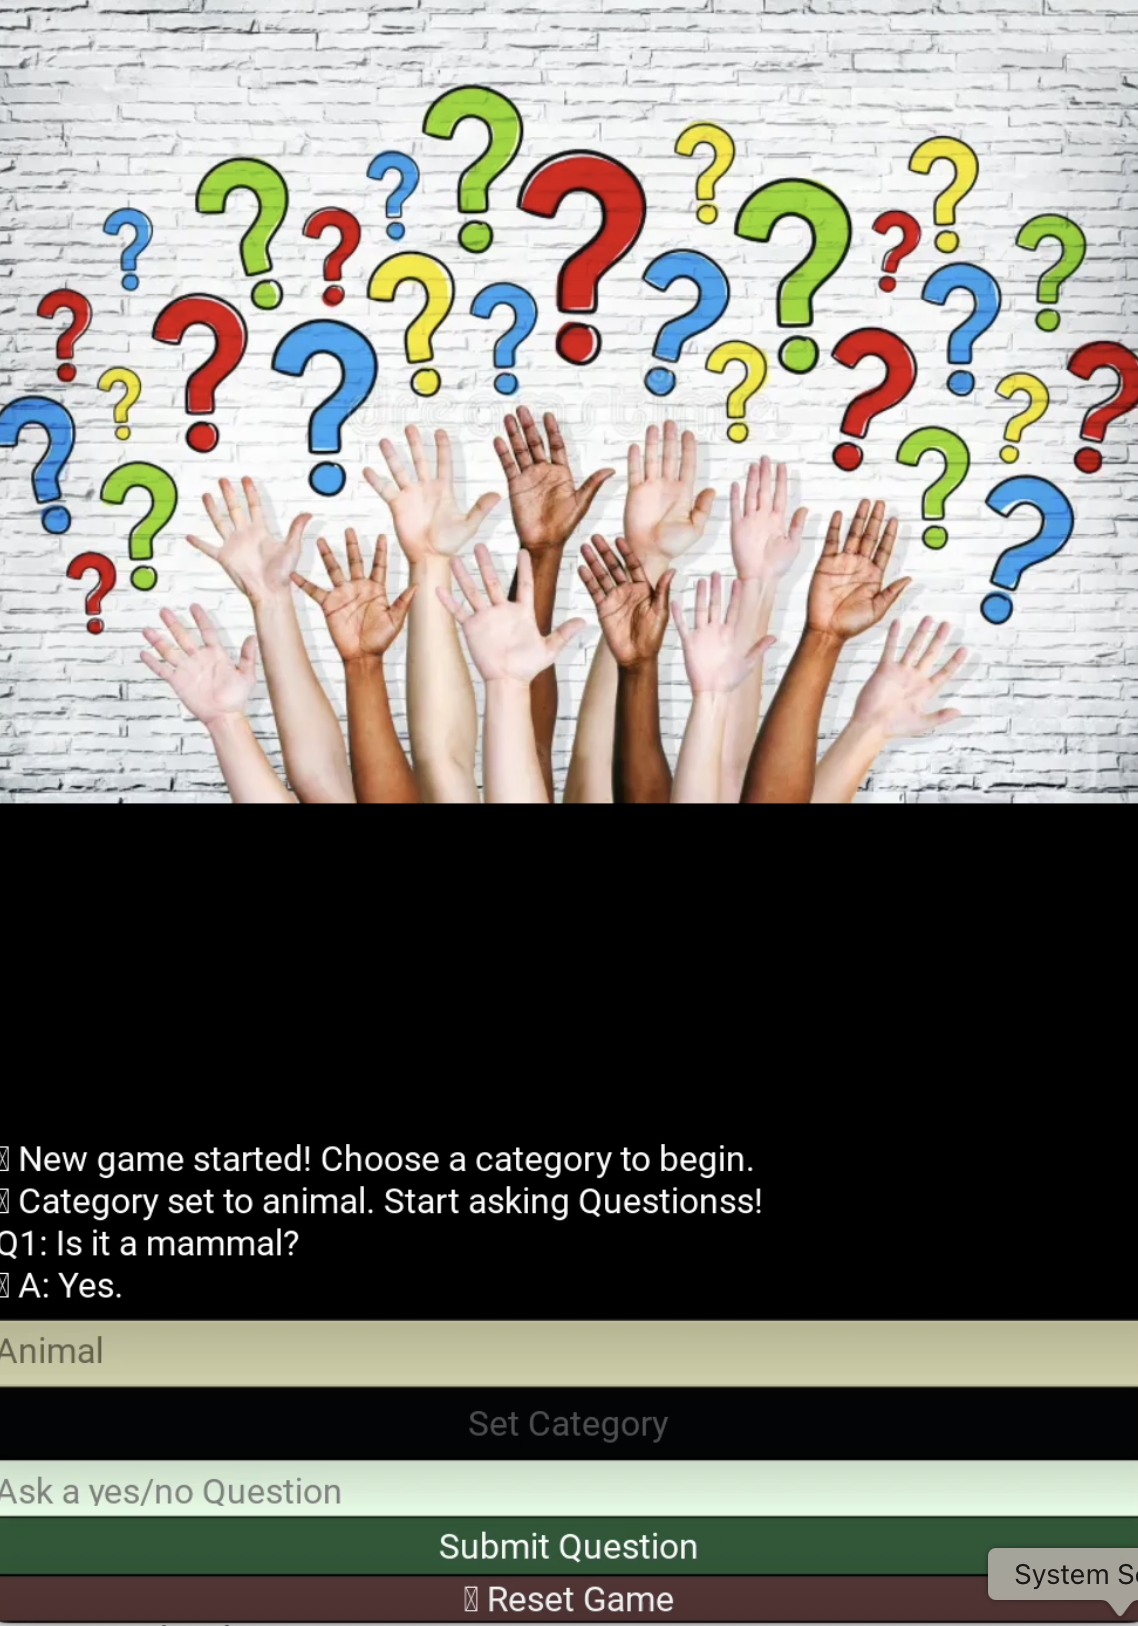 New game started! Choose a category to begin.
Category set to animal. Start asking Questionss!
Q1: Is it a mammal?
A: Yes.
Animal
Set Category
Ask a yes/no Question
Submit Question
Reset Game
System